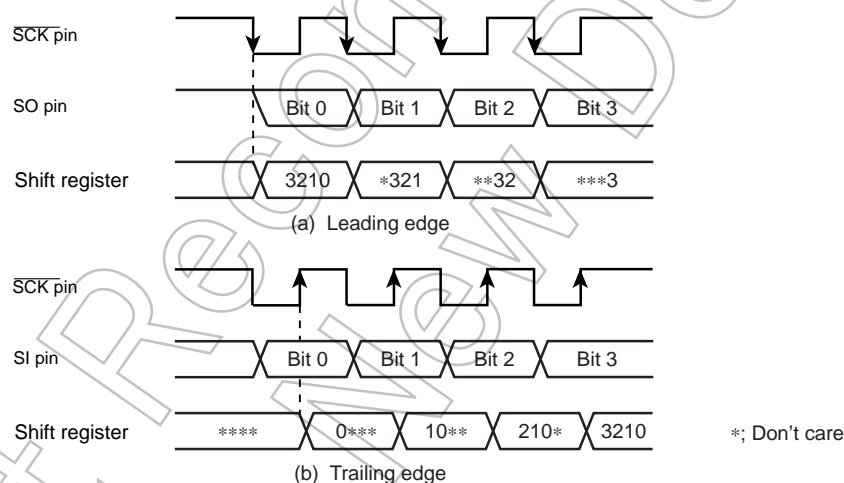 SCK pin
SO pin
Bit 0 Bit 1 Bit 2 Bit 3
Shift register
3210 *321 **32 ***3
(a) Leading edge
SCK pin
SI pin
Bit 0 Bit 1 Bit 2 Bit 3
Shift register
**** 0*** 10** 210* 3210
*; Don't care
(b) Trailing edge